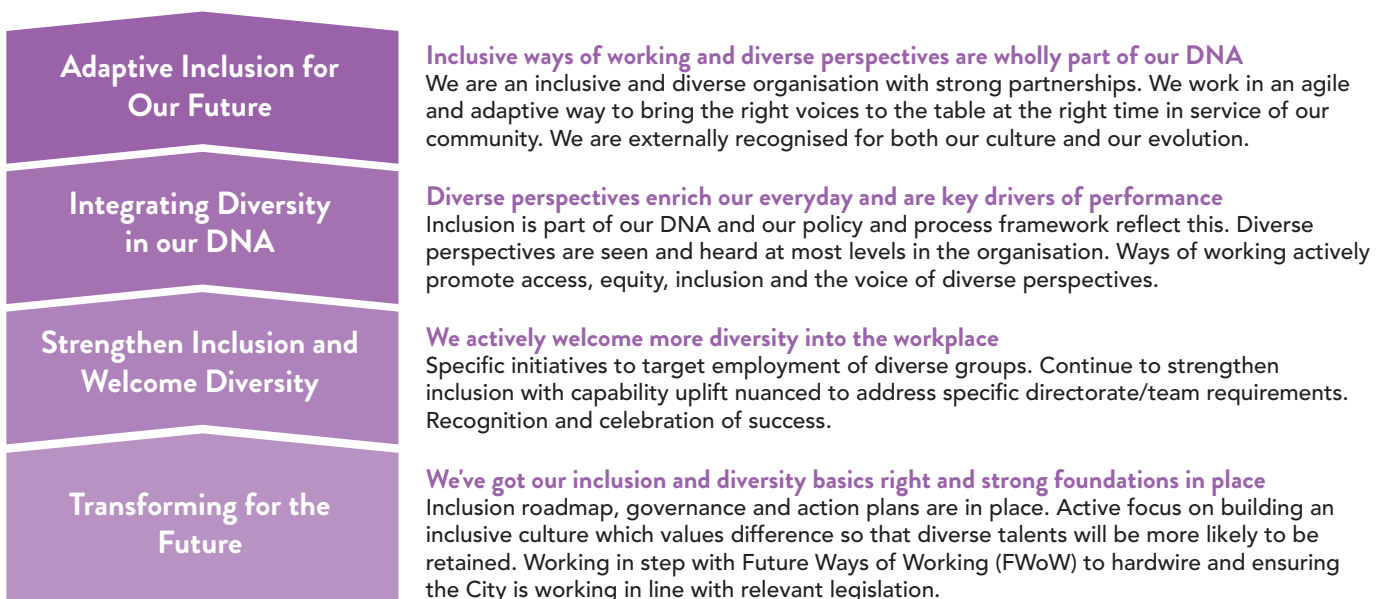 Adaptive Inclusion for
Our Future
Inclusive ways of working and diverse perspectives are wholly part of our DNA
We are an inclusive and diverse organisation with strong partnerships. We work in an agile
and adaptive way to bring the right voices to the table at the right time in service of our
community. We are externally recognised for both our culture and our evolution.
Integrating Diversity
in our DNA
Diverse perspectives enrich our everyday and are key drivers of performance
Inclusion is part of our DNA and our policy and process framework reflect this. Diverse
perspectives are seen and heard at most levels in the organisation. Ways of working actively
promote access, equity, inclusion and the voice of diverse perspectives.
Strengthen Inclusion and
Welcome Diversity
We actively welcome more diversity into the workplace
Specific initiatives to target employment of diverse groups. Continue to strengthen
inclusion with capability uplift nuanced to address specific directorate/team requirements.
Recognition and celebration of success.
Transforming for the
Future
We've got our inclusion and diversity basics right and strong foundations in place
Inclusion roadmap, governance and action plans are in place. Active focus on building an
inclusive culture which values difference so that diverse talents will be more likely to be
retained. Working in step with Future Ways of Working (FWoW) to hardwire and ensuring
the City is working in line with relevant legislation.